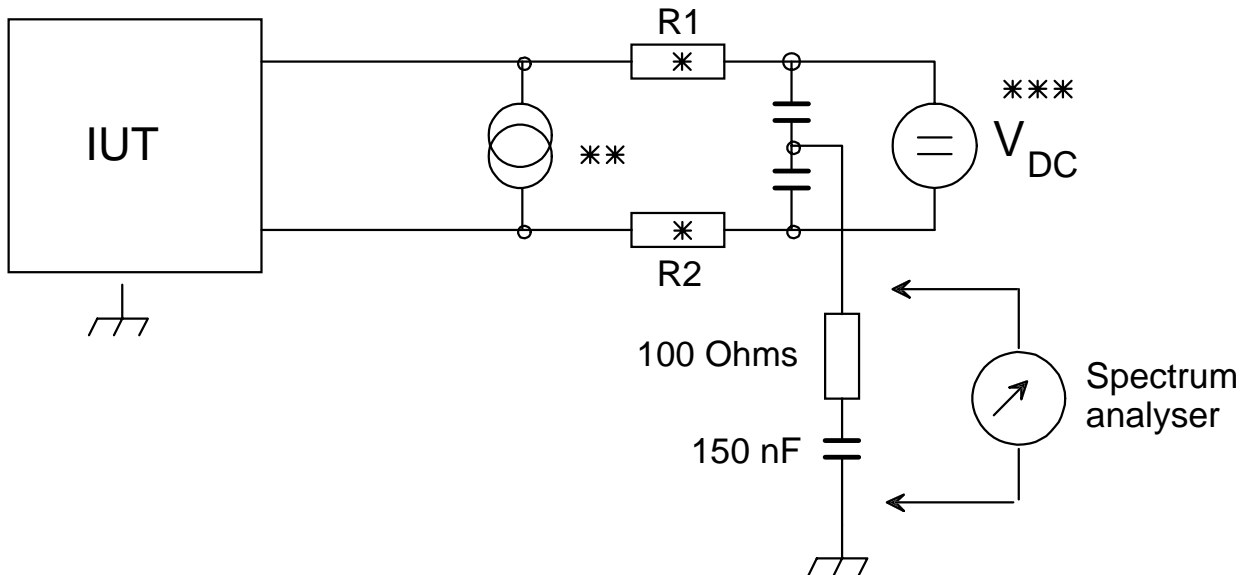 R1
***
IUT
**
V DC
*
*
R2
100 Ohms
150 nF
Spectrum
analyser